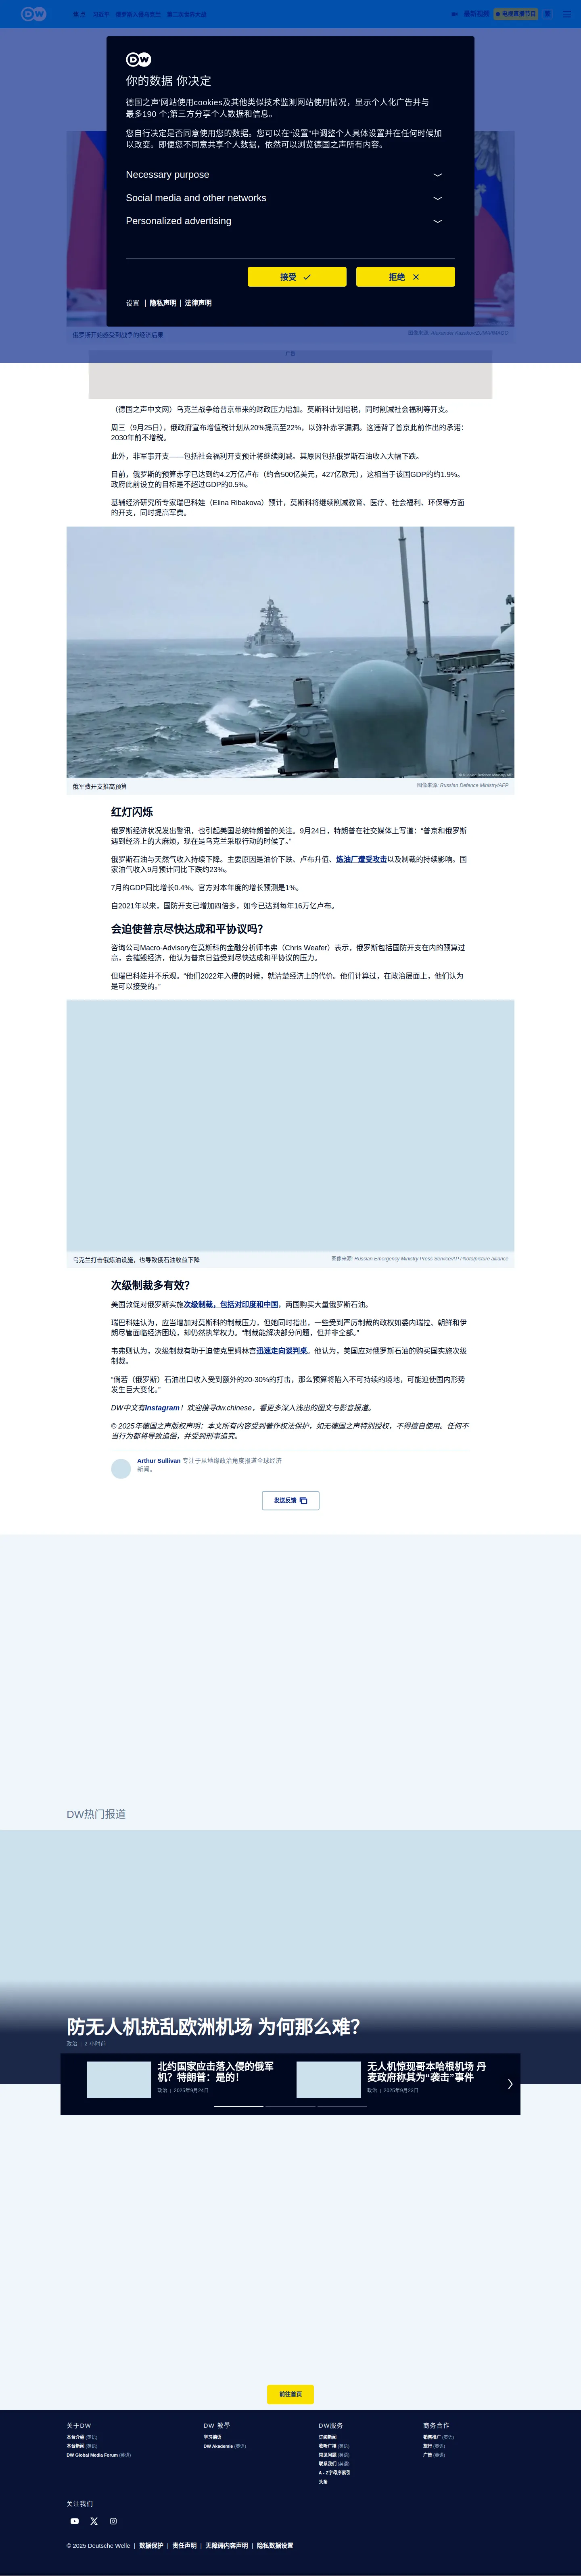 焦点
习近平
俄罗斯入侵乌克兰
第二次世界大战
最新视频
电视直播节目
DW
你的数据 你决定
德国之声'网站使用cookies及其他类似技术监测网站使用情况，显示个人化广告并与
最多190 个;第三方分享个人数据和信息。
您自行决定是否同意使用您的数据。您可以在“设置”中调整个人具体设置并在任何时候加
以改变。即便您不同意共享个人数据，依然可以浏览德国之声所有内容。
Necessary purpose
Social media and other networks
Personalized advertising
接受
拒绝
设置 | 隐私声明 | 法律声明
俄罗斯开始感受到战争的经济后果
广告
（德国之声中文网）乌克兰战争给普京带来的财政压力增加。莫斯科计划增税，同时削减社会福利等开支。
周三（9月25日），俄政府宣布增值税计划从20%提高至22%，以弥补赤字漏洞。这违背了普京此前作出的承诺：
2030年前不增税。
此外，非军事开支——包括社会福利开支预计将继续削减。其原因包括俄罗斯石油收入大幅下跌。
目前，俄罗斯的预算赤字已达到约4.2万亿卢布（约合500亿美元，427亿欧元），这相当于该国GDP的约1.9%。
政府此前设立的目标是不超过GDP的0.5%。
基辅经济研究所专家瑞巴科娃（Elina Ribakova）预计，莫斯科将继续削减教育、医疗、社会福利、环保等方面
的开支，同时提高军费。
俄军费开支推高预算
图像来源: Russian Defence Ministry/AFP
红灯闪烁
俄罗斯经济状况发出警讯，也引起美国总统特朗普的关注。9月24日，特朗普在社交媒体上写道：“普京和俄罗斯
遇到经济上的大麻烦，现在是乌克兰采取行动的时候了。”
俄罗斯石油与天然气收入持续下降。主要原因是油价下跌、卢布升值、炼油厂遭受攻击以及制裁的持续影响。国
家油气收入9月预计同比下跌约23%。
7月的GDP同比增长0.4%。官方对本年度的增长预测是1%。
自2021年以来，国防开支已增加四倍多，如今已达到每年16万亿卢布。
会迫使普京尽快达成和平协议吗？
咨询公司Macro-Advisory在莫斯科的金融分析师韦弗（Chris Weafer）表示，俄罗斯包括国防开支在内的预算过
高，会摧毁经济，他认为普京日益受到尽快达成和平协议的压力。
但瑞巴科娃并不乐观。“他们2022年入侵的时候，就清楚经济上的代价。他们计算过，在政治层面上，他们认为
是可以接受的。”
乌克兰打击俄炼油设施，也导致俄石油收益下降
图像来源: Russian Emergency Ministry Press Service/AP Photo/picture alliance
次级制裁多有效？
美国敦促对俄罗斯实施次级制裁，包括对印度和中国，两国购买大量俄罗斯石油。
瑞巴科娃认为，应当增加对莫斯科的制裁压力，但她同时指出，一些受到严厉制裁的政权如委内瑞拉、朝鲜和伊
朗尽管面临经济困境，却仍然执掌权力。“制裁能解决部分问题，但并非全部。”
韦弗则认为，次级制裁有助于迫使克里姆林宫迅速走向谈判桌。他认为，美国应对俄罗斯石油的购买国实施次级
制裁。
“倘若（俄罗斯）石油出口收入受到额外的20-30%的打击，那么预算将陷入不可持续的境地，可能迫使国内形势
发生巨大变化。”
DW中文有Instagram！欢迎搜寻dw.chinese，看更多深入浅出的图文与影音报道。
© 2025年德国之声版权声明：本文所有内容受到著作权法保护，如无德国之声特别授权，不得擅自使用。任何不
当行为都将导致追偿，并受到刑事追究。
Arthur Sullivan 专注于从地缘政治角度报道全球经济
新闻。
发送反馈
DW热门报道
防无人机扰乱欧洲机场 为何那么难？
政治 | 2 小时前
北约国家应击落入侵的俄军
机？特朗普：是的！
政治 | 2025年9月24日
无人机惊现哥本哈根机场 丹
麦政府称其为“袭击”事件
政治 | 2025年9月23日
前往首页
关于DW
本台介绍 (英语)
本台新闻 (英语)
DW Global Media Forum (英语)
DW 教學
学习德语
DW Akademie (英语)
DW服务
订阅新闻
收听广播 (英语)
常见问题 (英语)
联系我们 (英语)
A - Z字母序索引
头条
商务合作
销售推广 (英语)
旅行 (英语)
广告 (英语)
关注我们
© 2025 Deutsche Welle | 数据保护 | 责任声明 | 无障碍内容声明 | 隐私数据设置